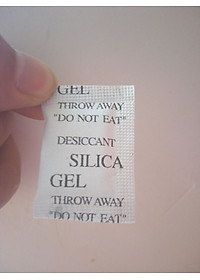 GEL
THROW AWAY
"DO NOT EAT"
DESICCANT
SILICA
GEL
THROW AWAY
"DO NOT EAT"